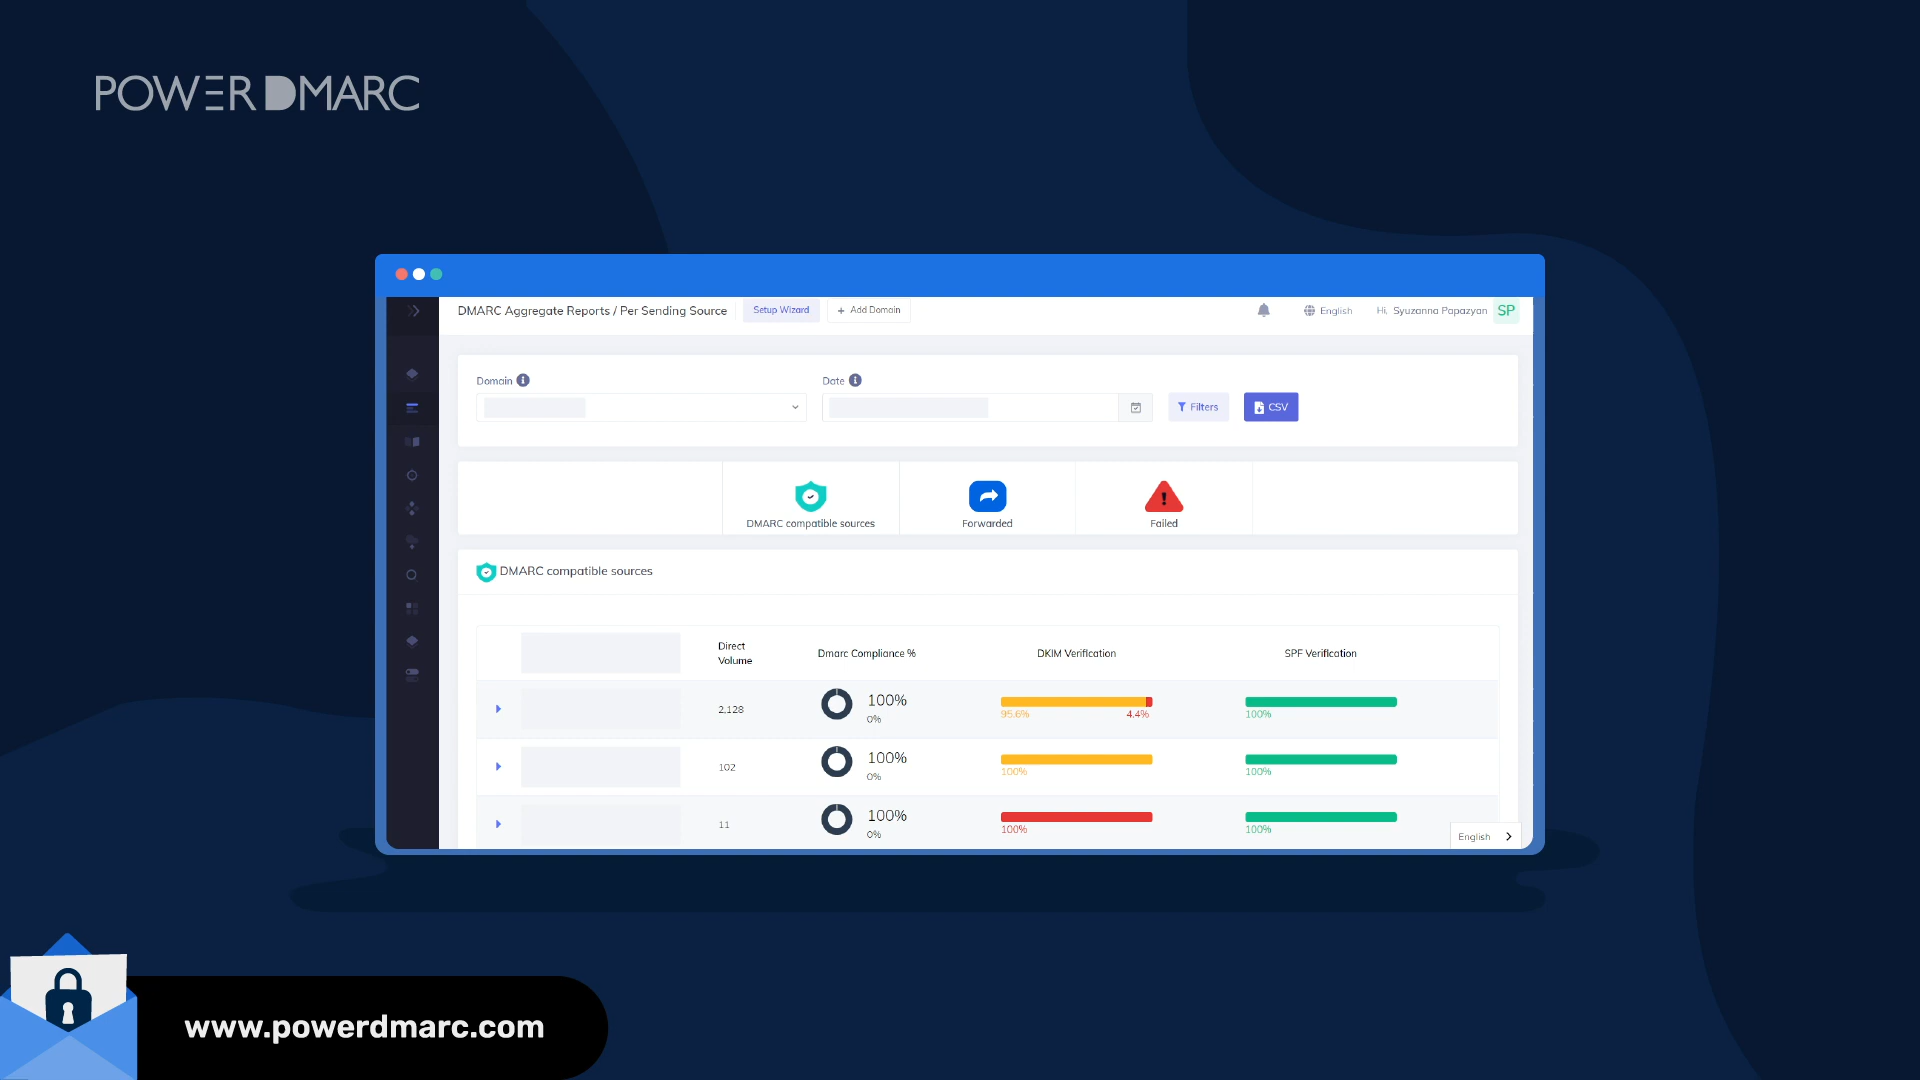 POWER DMARC
DMARC Aggregate Reports / Per Sending Source
Setup Wizard
+ Add Domain
English
Hi, Syuzanna Papazyan
SP
Domain
Date
Filters
CSV
DMARC compatible sources
Forwarded
Failed
DMARC compatible sources
Direct
Volume
Dmarc Compliance %
DKIM Verification
SPF Verification
2,128
100%
0%
95.6%
4.4%
100%
102
100%
0%
100%
100%
11
100%
0%
100%
100%
English
www.powerdmarc.com